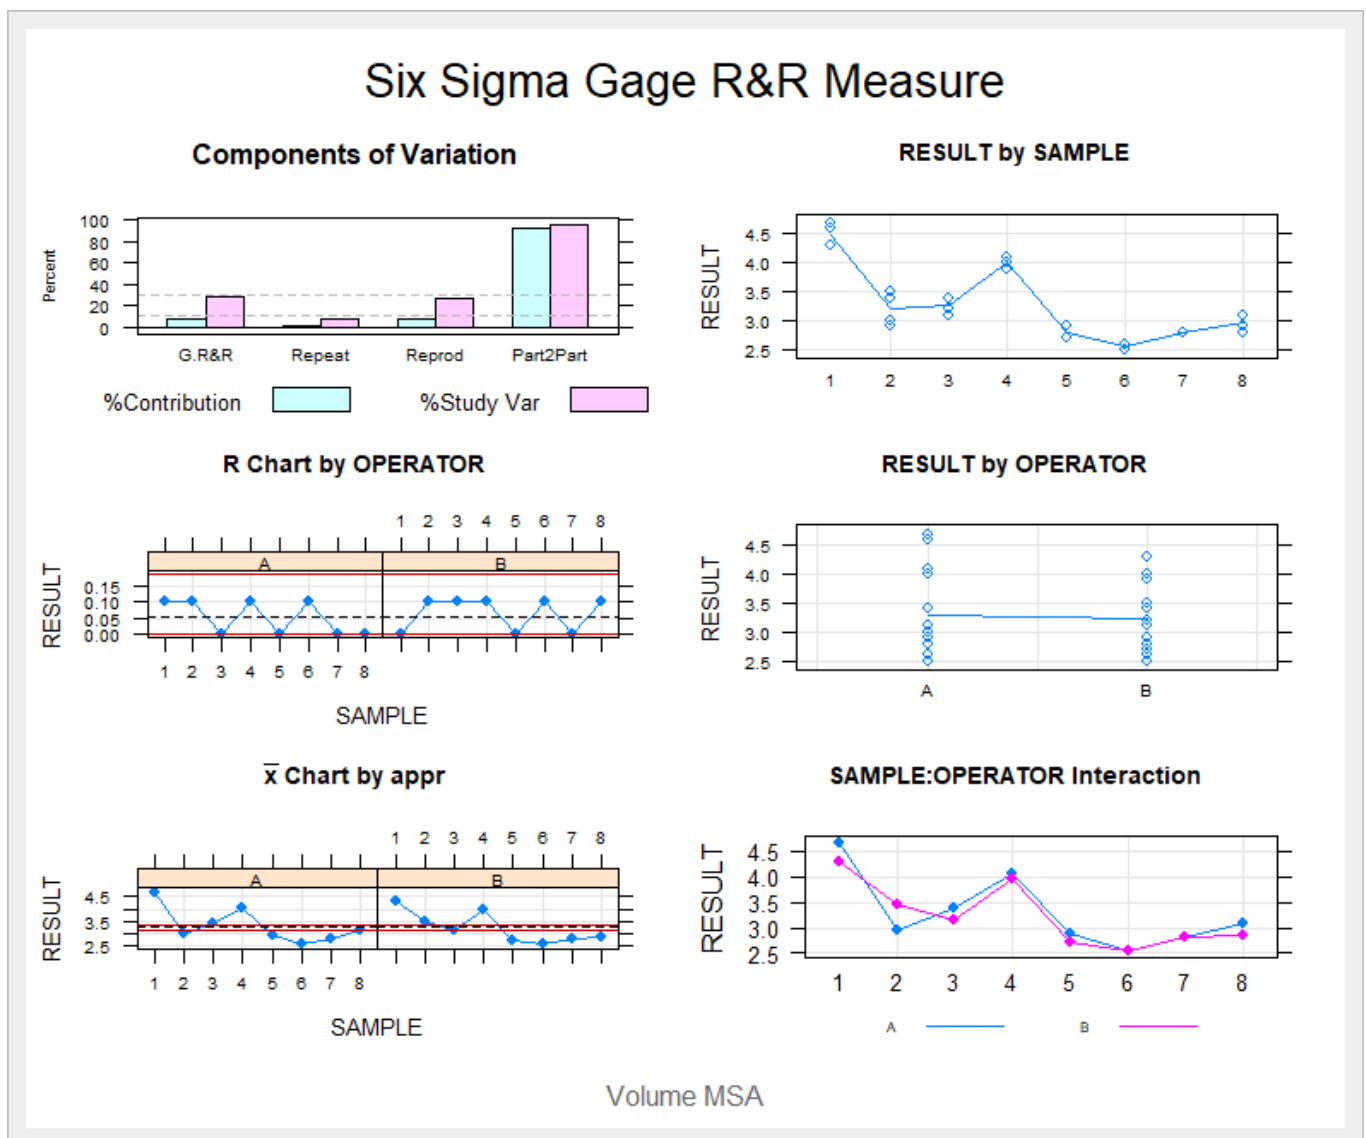 Six Sigma Gage R&R Measure
Components of Variation
Percent
100
80
60
40
20
0
G.R&R Repeat Reprod Part2Part
%Contribution %Study Var
RESULT by SAMPLE
RESULT
4.5
4.0
3.5
3.0
2.5
1 2 3 4 5 6 7 8
R Chart by OPERATOR
1 2 3 4 5 6 7 8
A B
RESULT
0.15
0.10
0.05
0.00
1 2 3 4 5 6 7 8
SAMPLE
RESULT by OPERATOR
RESULT
4.5
4.0
3.5
3.0
2.5
A B
x̅ Chart by appr
1 2 3 4 5 6 7 8
A B
RESULT
4.5
3.5
2.5
1 2 3 4 5 6 7 8
SAMPLE
SAMPLE:OPERATOR Interaction
RESULT
4.5
4.0
3.5
3.0
2.5
1 2 3 4 5 6 7 8
A B
Volume MSA